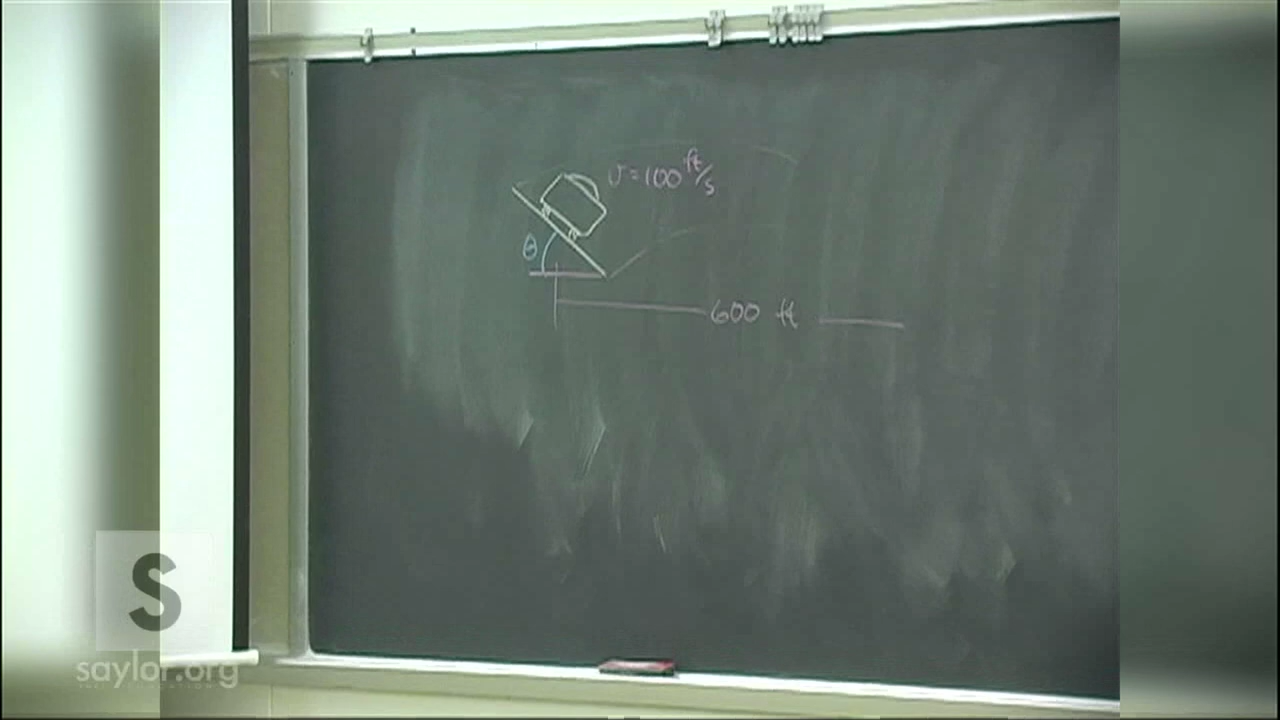 v = 100 ft/s
θ
600 ft
S
saylor.org